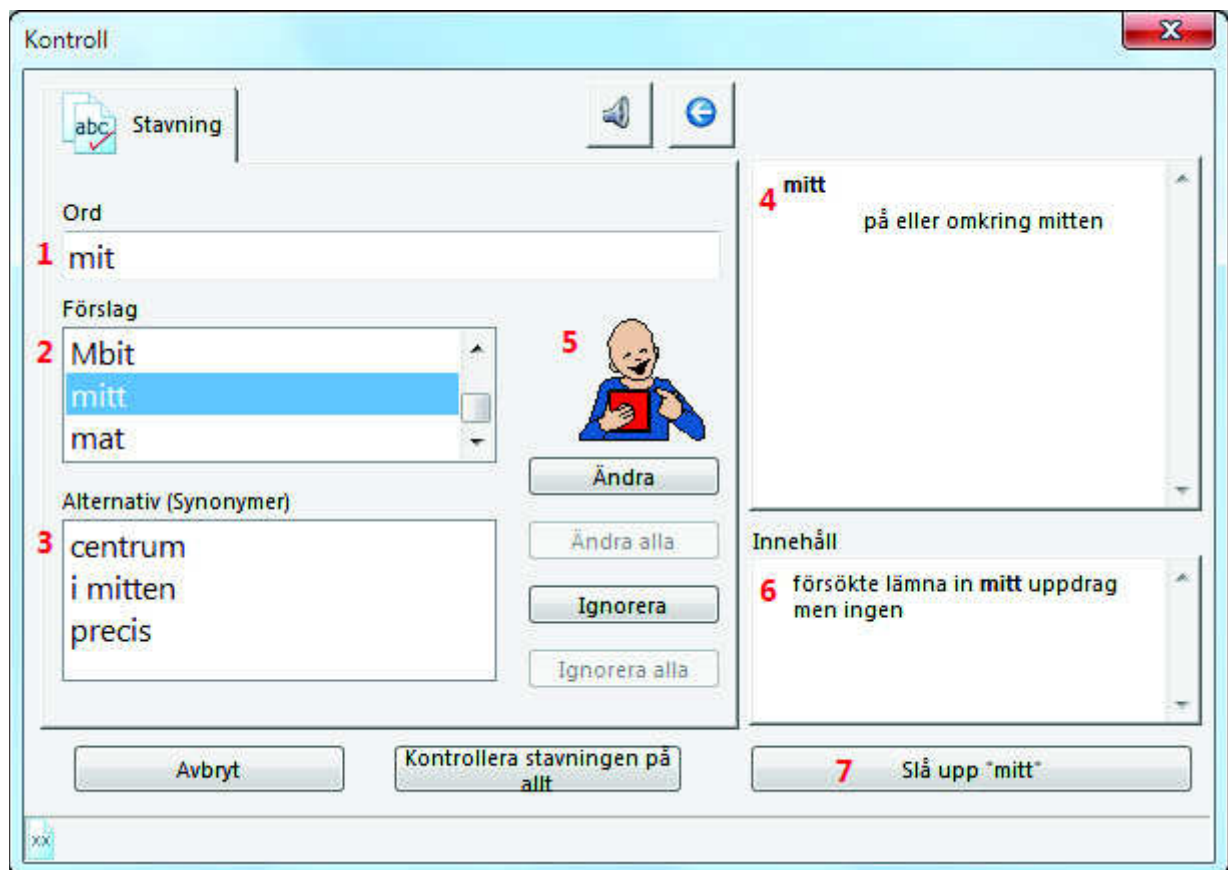 Kontroll
abc Stavning
Ord
1 mit
Förslag
2 Mbit
mitt
mat
5
Ändra
Alternativ (Synonymer)
3 centrum
i mitten
precis
Ändra alla
Ignorera
Ignorera alla
4 mitt
på eller omkring mitten
Innehåll
6 försökte lämna in mitt uppdrag
men ingen
Avbryt
Kontrollera stavningen på
allt
7 Slå upp "mitt"
xx